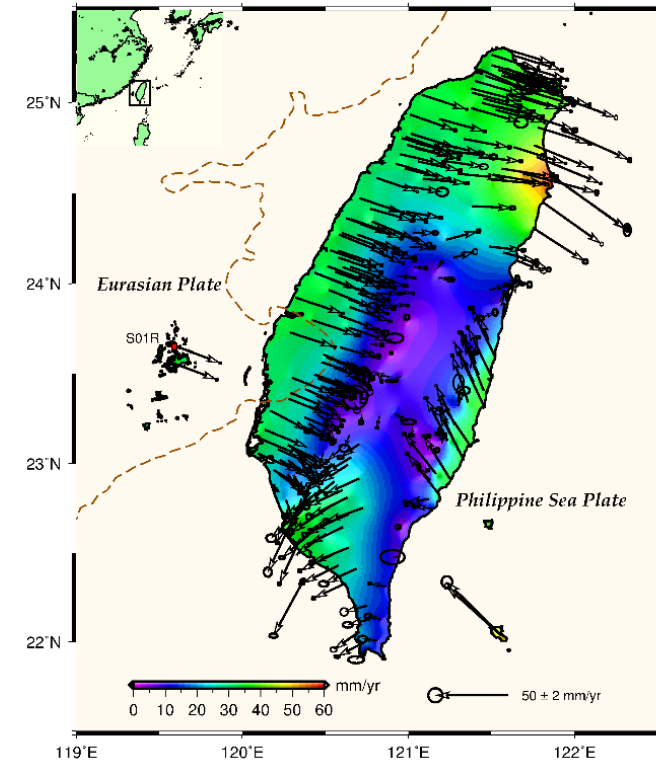 25°N
24°N
Eurasian Plate
S01R
23°N
Philippine Sea Plate
22°N
mm/yr
0 10 20 30 40 50 60
50 ± 2 mm/yr
119°E 120°E 121°E 122°E